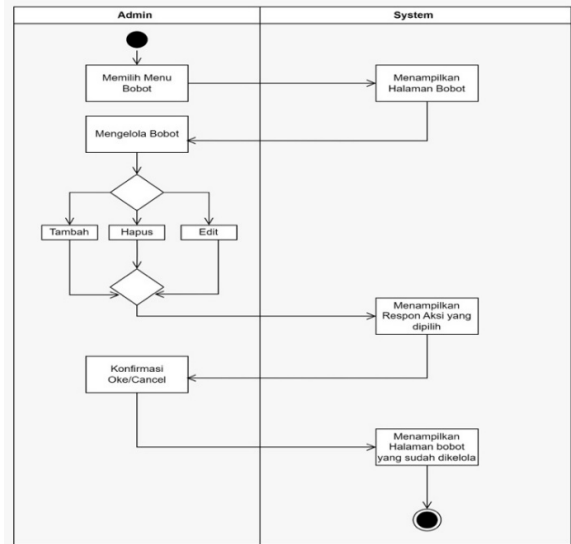 Admin
System
Memilih Menu
Bobot
Menampilkan
Halaman Bobot
Mengelola Bobot
Tambah
Hapus
Edit
Menampilkan
Respon Aksi yang
dipilih
Konfirmasi
Oke/Cancel
Menampilkan
Halaman bobot
yang sudah dikelola